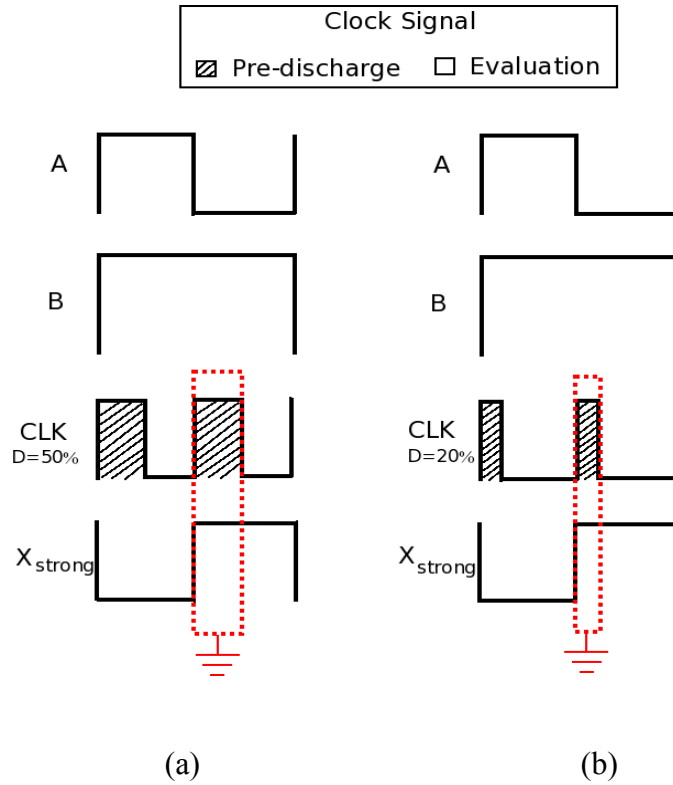 Clock Signal
Pre-discharge Evaluation
A
B
CLK
D=50%
Xstrong
(a)
A
B
CLK
D=20%
Xstrong
(b)